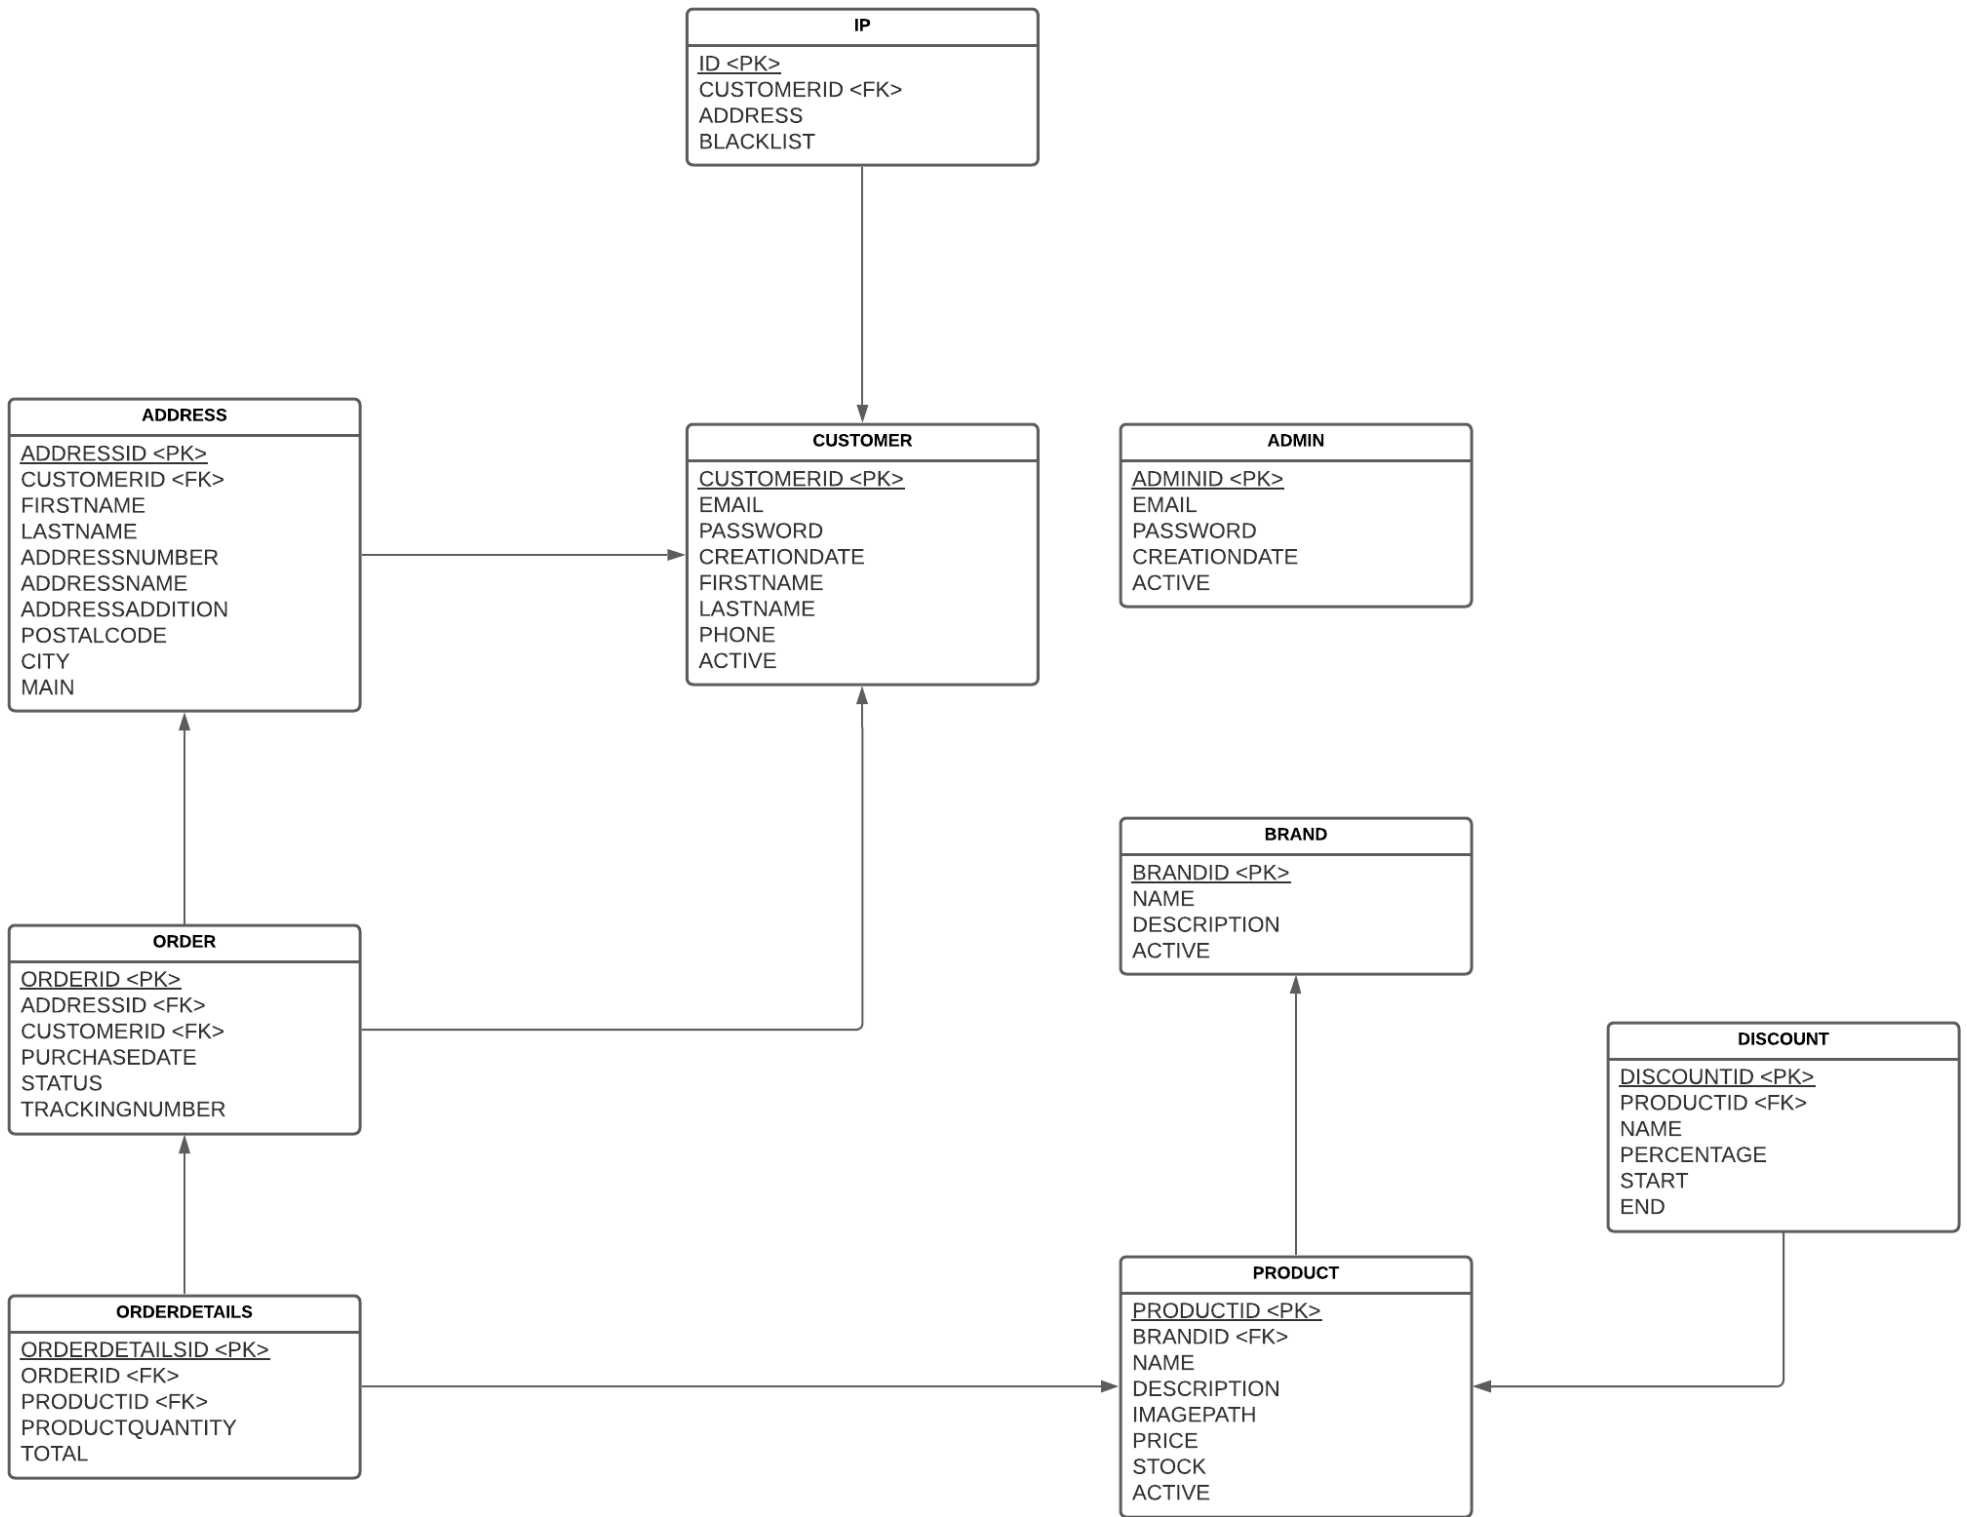 IP
ID <PK>
CUSTOMERID <FK>
ADDRESS
BLACKLIST
ADDRESS
ADDRESSID <PK>
CUSTOMERID <FK>
FIRSTNAME
LASTNAME
ADDRESSNUMBER
ADDRESSNAME
ADDRESSADDITION
POSTALCODE
CITY
MAIN
CUSTOMER
CUSTOMERID <PK>
EMAIL
PASSWORD
CREATIONDATE
FIRSTNAME
LASTNAME
PHONE
ACTIVE
ADMIN
ADMINID <PK>
EMAIL
PASSWORD
CREATIONDATE
ACTIVE
BRAND
BRANDID <PK>
NAME
DESCRIPTION
ACTIVE
ORDER
ORDERID <PK>
ADDRESSID <FK>
CUSTOMERID <FK>
PURCHASEDATE
STATUS
TRACKINGNUMBER
DISCOUNT
DISCOUNTID <PK>
PRODUCTID <FK>
NAME
PERCENTAGE
START
END
ORDERDETAILS
ORDERDETAILSID <PK>
ORDERID <FK>
PRODUCTID <FK>
PRODUCTQUANTITY
TOTAL
PRODUCT
PRODUCTID <PK>
BRANDID <FK>
NAME
DESCRIPTION
IMAGEPATH
PRICE
STOCK
ACTIVE